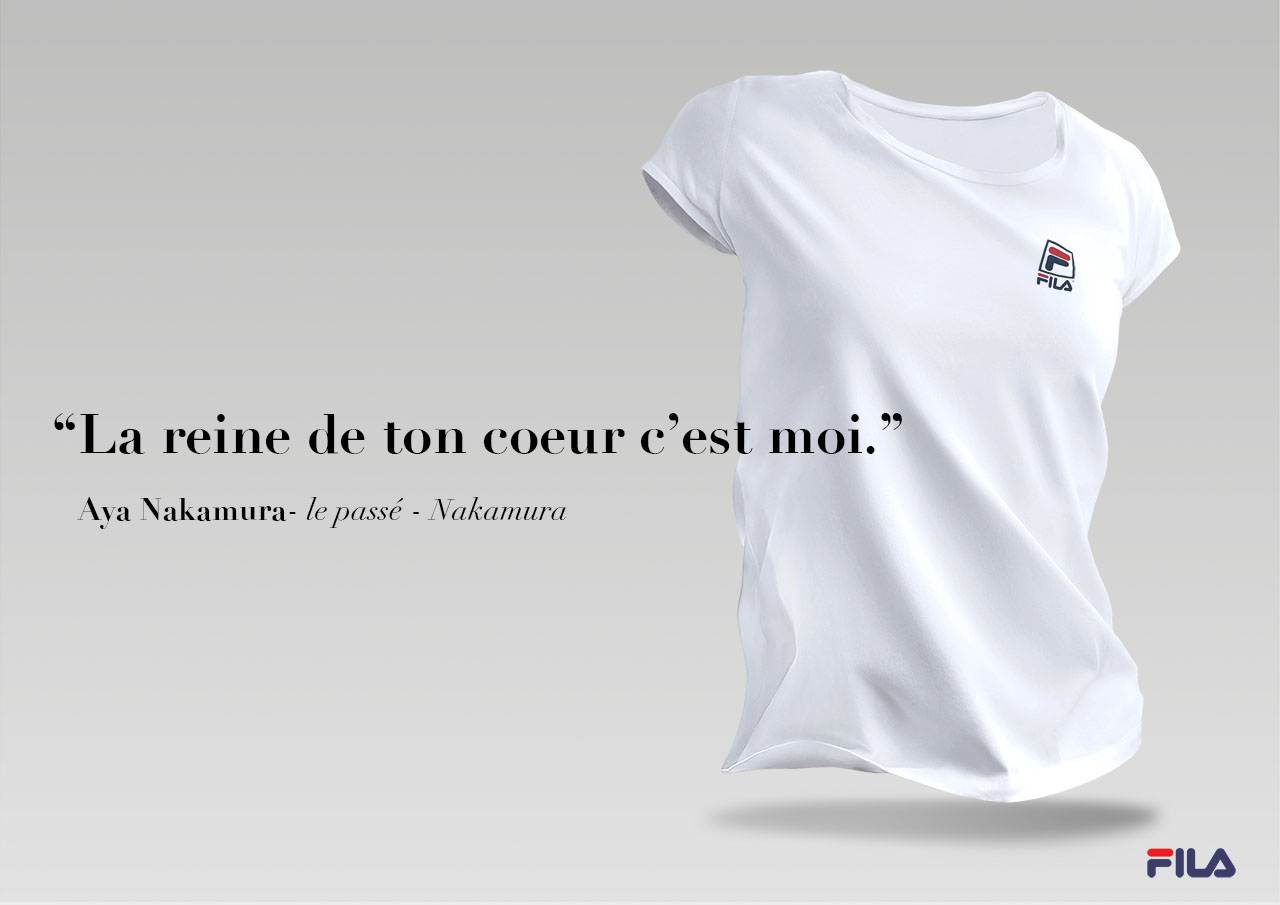 FILA
“La reine de ton coeur c’est moi.”
Aya Nakamura- le passé - Nakamura
FILA